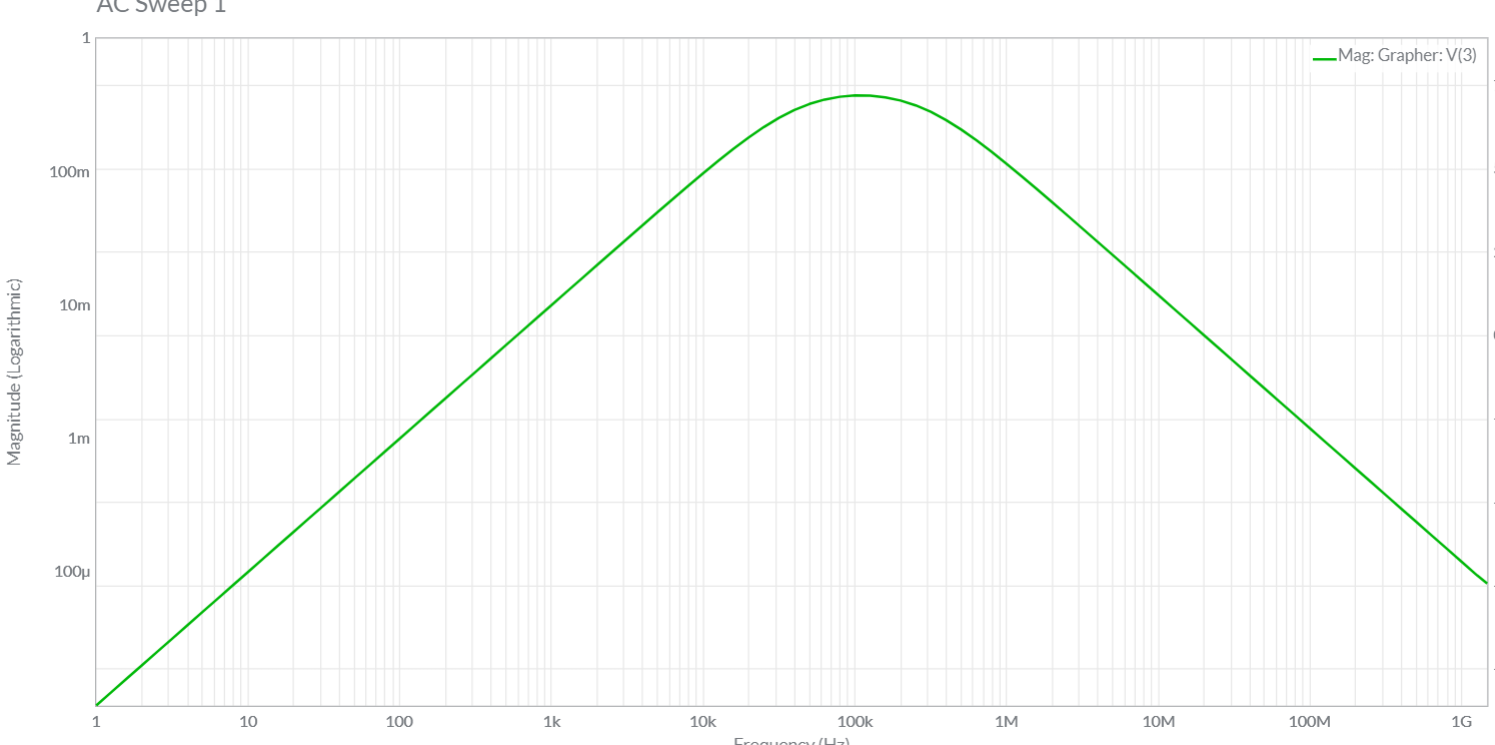 AC Sweep 1
1
Mag: Grapher: V(3)
100m
10m
1m
100μ
Magnitude (Logarithmic)
1 10 100 1k 10k 100k 1M 10M 100M 1G
Frequency (Hz)